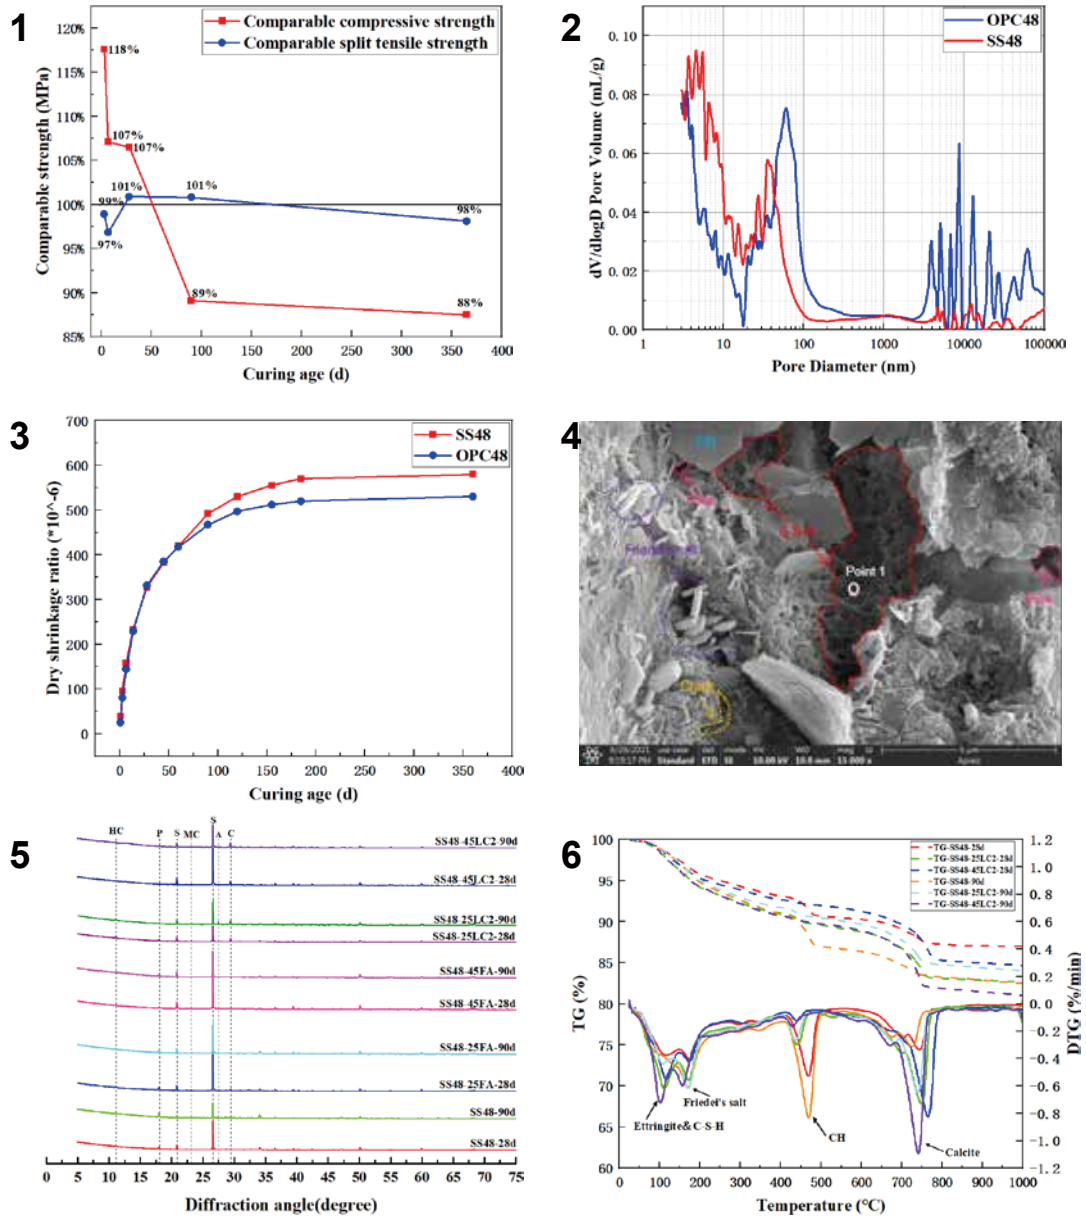 1
Comparable compressive strength
Comparable split tensile strength
120%
115%
110%
105%
100%
95%
90%
85%
118%
107%
107%
101%
101%
99%
97%
98%
89%
88%
0 50 100 150 200 250 300 350 400
Comparable strength (MPa)
Curing age (d)
2
OPC48
SS48
0. 10
0. 08
0. 06
0. 04
0. 02
0. 00
1 10 100 1000 10000 100000
dV/dlogD Pore Volume (mL/g)
Pore Diameter (nm)
3
SS48
OPC48
700
600
500
400
300
200
100
0
0 50 100 150 200 250 300 350 400
Dry shrinkage ratio (*10^-6)
Curing age (d)
4
Point 1
Standard
5
HC P S MC S A C
SS48-45LC2-90d
SS48-45LC2-28d
SS48-25LC2-90d
SS48-25LC2-28d
SS48-45FA-90d
SS48-45FA-28d
SS48-25FA-90d
SS48-25FA-28d
SS48-90d
SS48-28d
0 5 10 15 20 25 30 35 40 45 50 55 60 65 70 75
Diffraction angle(degree)
6
TG-SS48-28d
TG-SS48-25LC2-28d
TG-SS48-45LC2-28d
TG-SS48-90d
TG-SS48-25LC2-90d
TG-SS48-45LC2-90d
100
95
90
85
80
75
70
65
60
1.2
1.0
0.8
0.6
0.4
0.2
0.0
-0.2
-0.4
-0.6
-0.8
-1.0
-1.2
TG (%)
DTG (%/min)
Friedel's salt
Ettringite&C-S-H
CH
Calcite
0 100 200 300 400 500 600 700 800 900 1000
Temperature (°C)